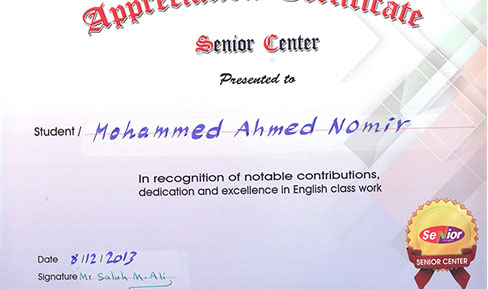 Appreciation Certificate
Senior Center
Presented to
Student / Mohammed Ahmed Nomir
In recognition of notable contributions,
dedication and excellence in English class work
Date 8/12/2013
Signature Mr Salah M. Ali
Senior
SENIOR CENTER